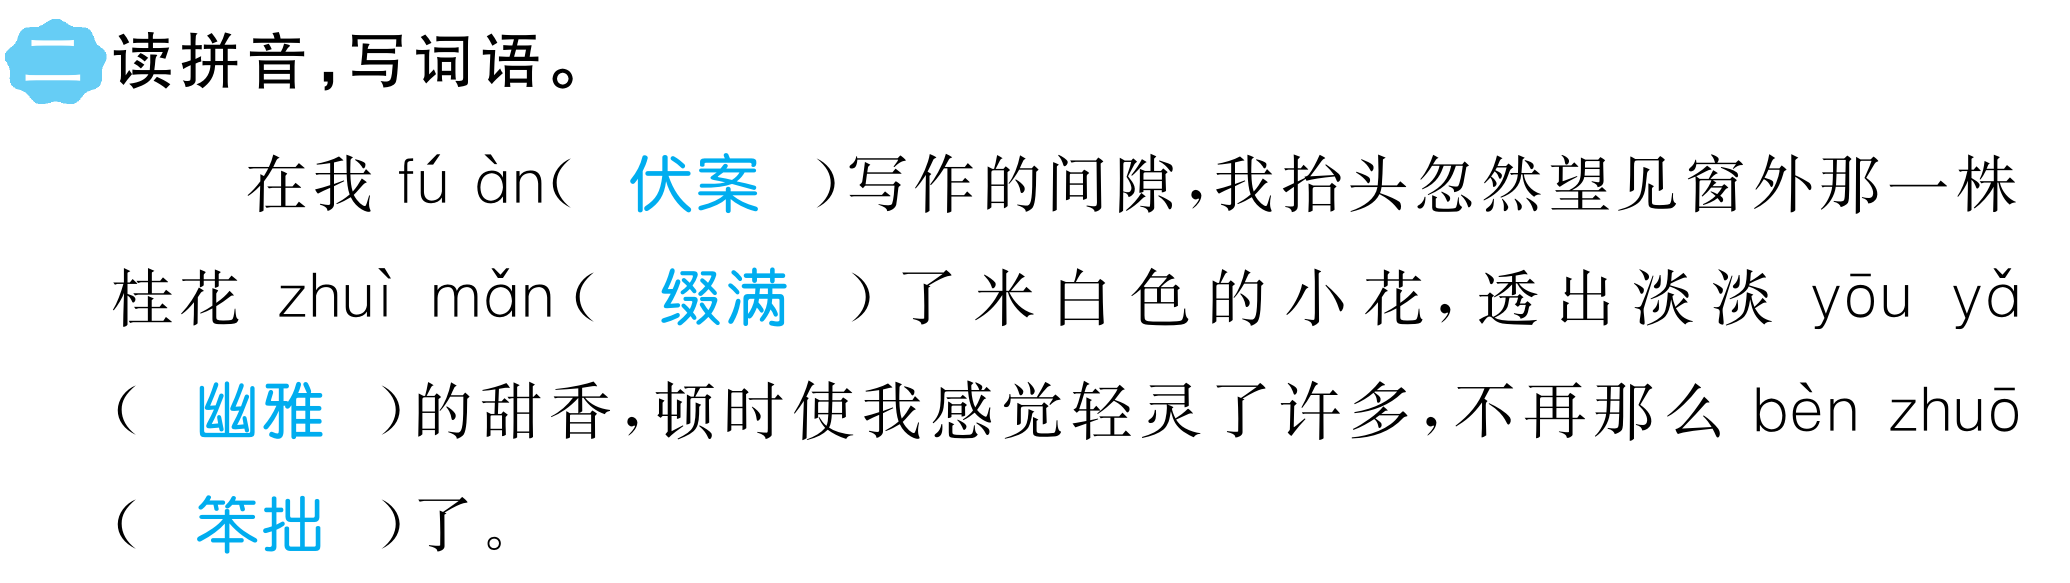 二 读拼音,写词语。
在我 fú àn( 伏案 )写作的间隙,我抬头忽然望见窗外那一株
桂花 zhuì mǎn( 缀满 )了米白色的小花,透出淡淡 yōu yǎ
( 幽雅 )的甜香,顿时使我感觉轻灵了许多,不再那么 bèn zhuō
( 笨拙 )了。